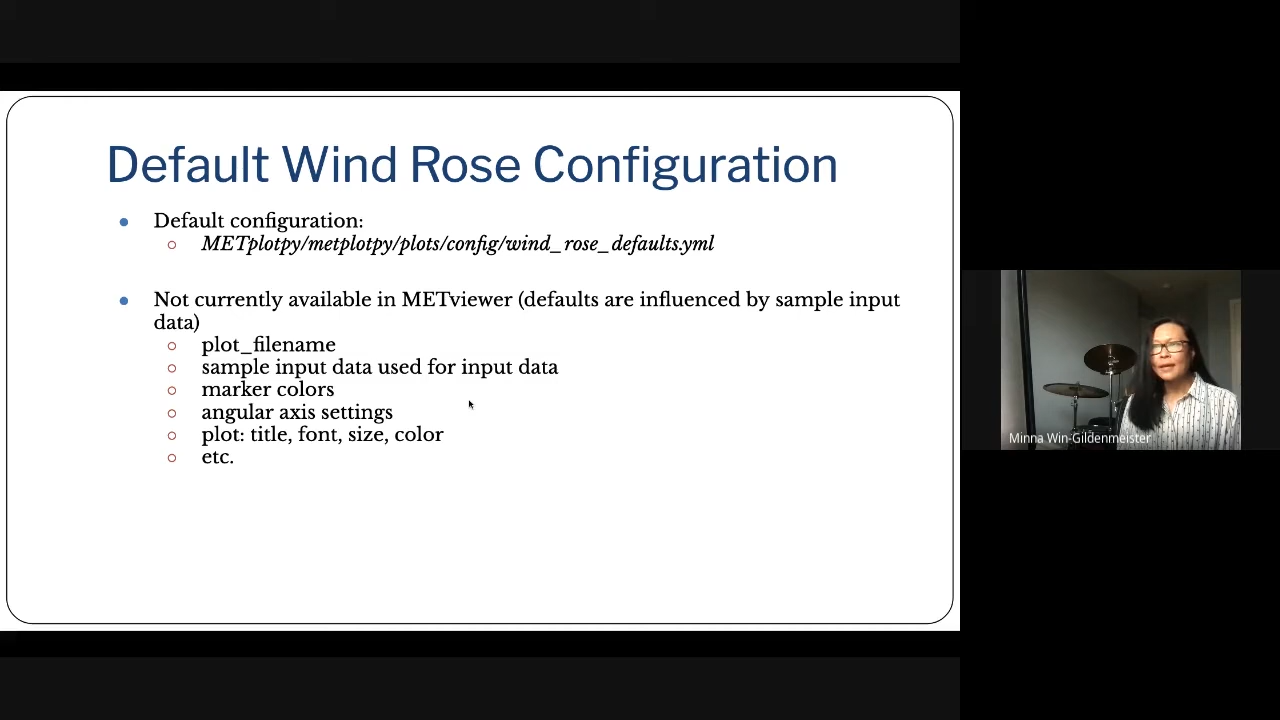 Default Wind Rose Configuration
Default configuration:
METplotpy/metplotpy/plots/config/wind_rose_defaults.yml
Not currently available in METviewer (defaults are influenced by sample input
data)
plot_filename
sample input data used for input data
marker colors
angular axis settings
plot: title, font, size, color
etc.
Minna Win-Gildenmeister